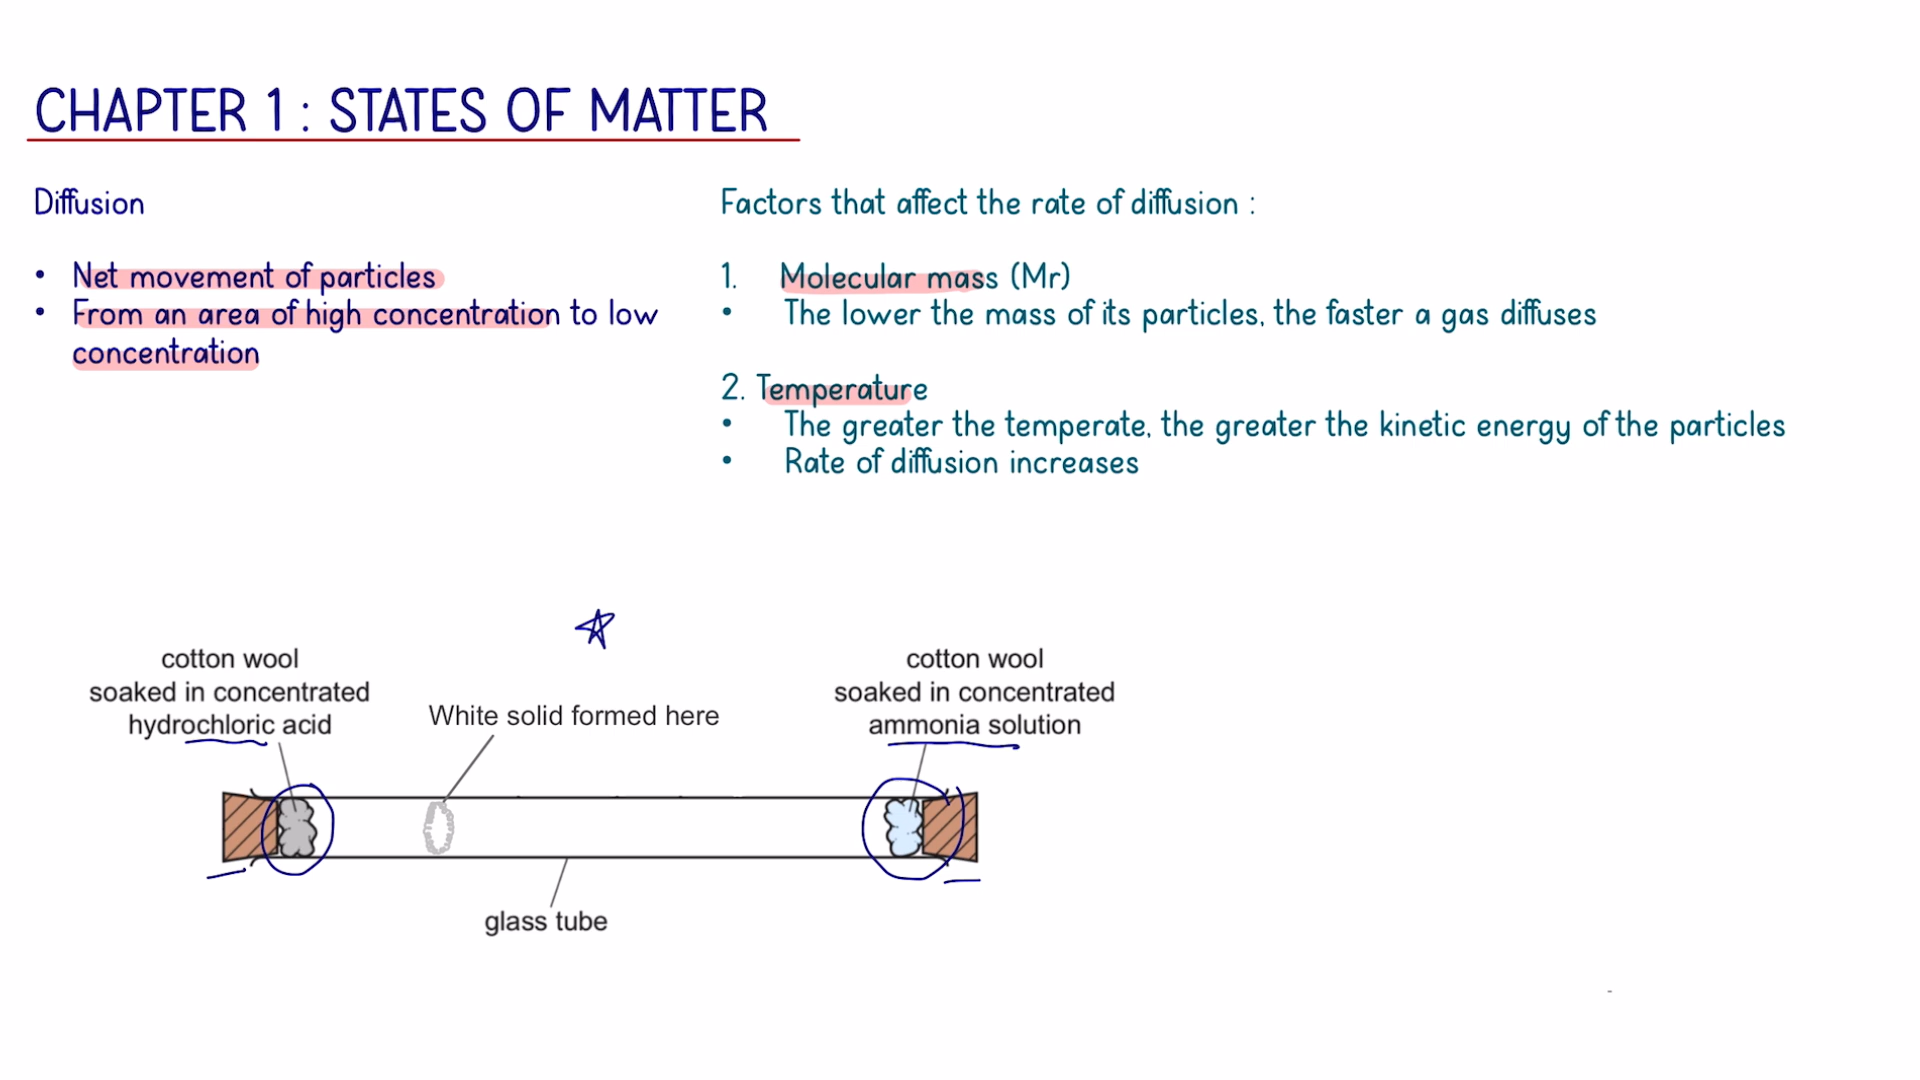 CHAPTER 1 : STATES OF MATTER
Diffusion
• Net movement of particles
• From an area of high concentration to low
concentration
Factors that affect the rate of diffusion :
1. Molecular mass (Mr)
• The lower the mass of its particles, the faster a gas diffuses
2. Temperature
• The greater the temperate, the greater the kinetic energy of the particles
• Rate of diffusion increases
cotton wool
soaked in concentrated
hydrochloric acid
White solid formed here
cotton wool
soaked in concentrated
ammonia solution
glass tube